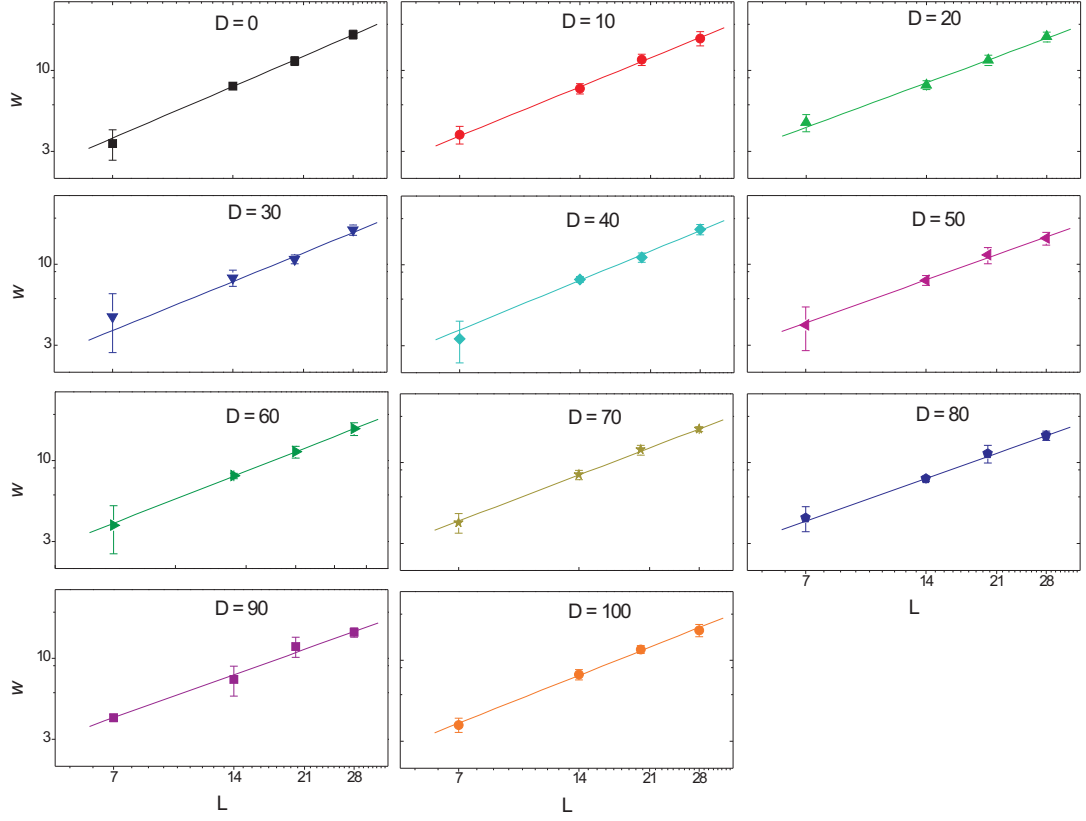 D = 0
D = 10
D = 20
10
w
3
D = 30
D = 40
D = 50
10
w
3
D = 60
D = 70
D = 80
10
w
3
7 14 21 28
L
D = 90
D = 100
10
w
3
7 14 21 28
7 14 21 28
L
L